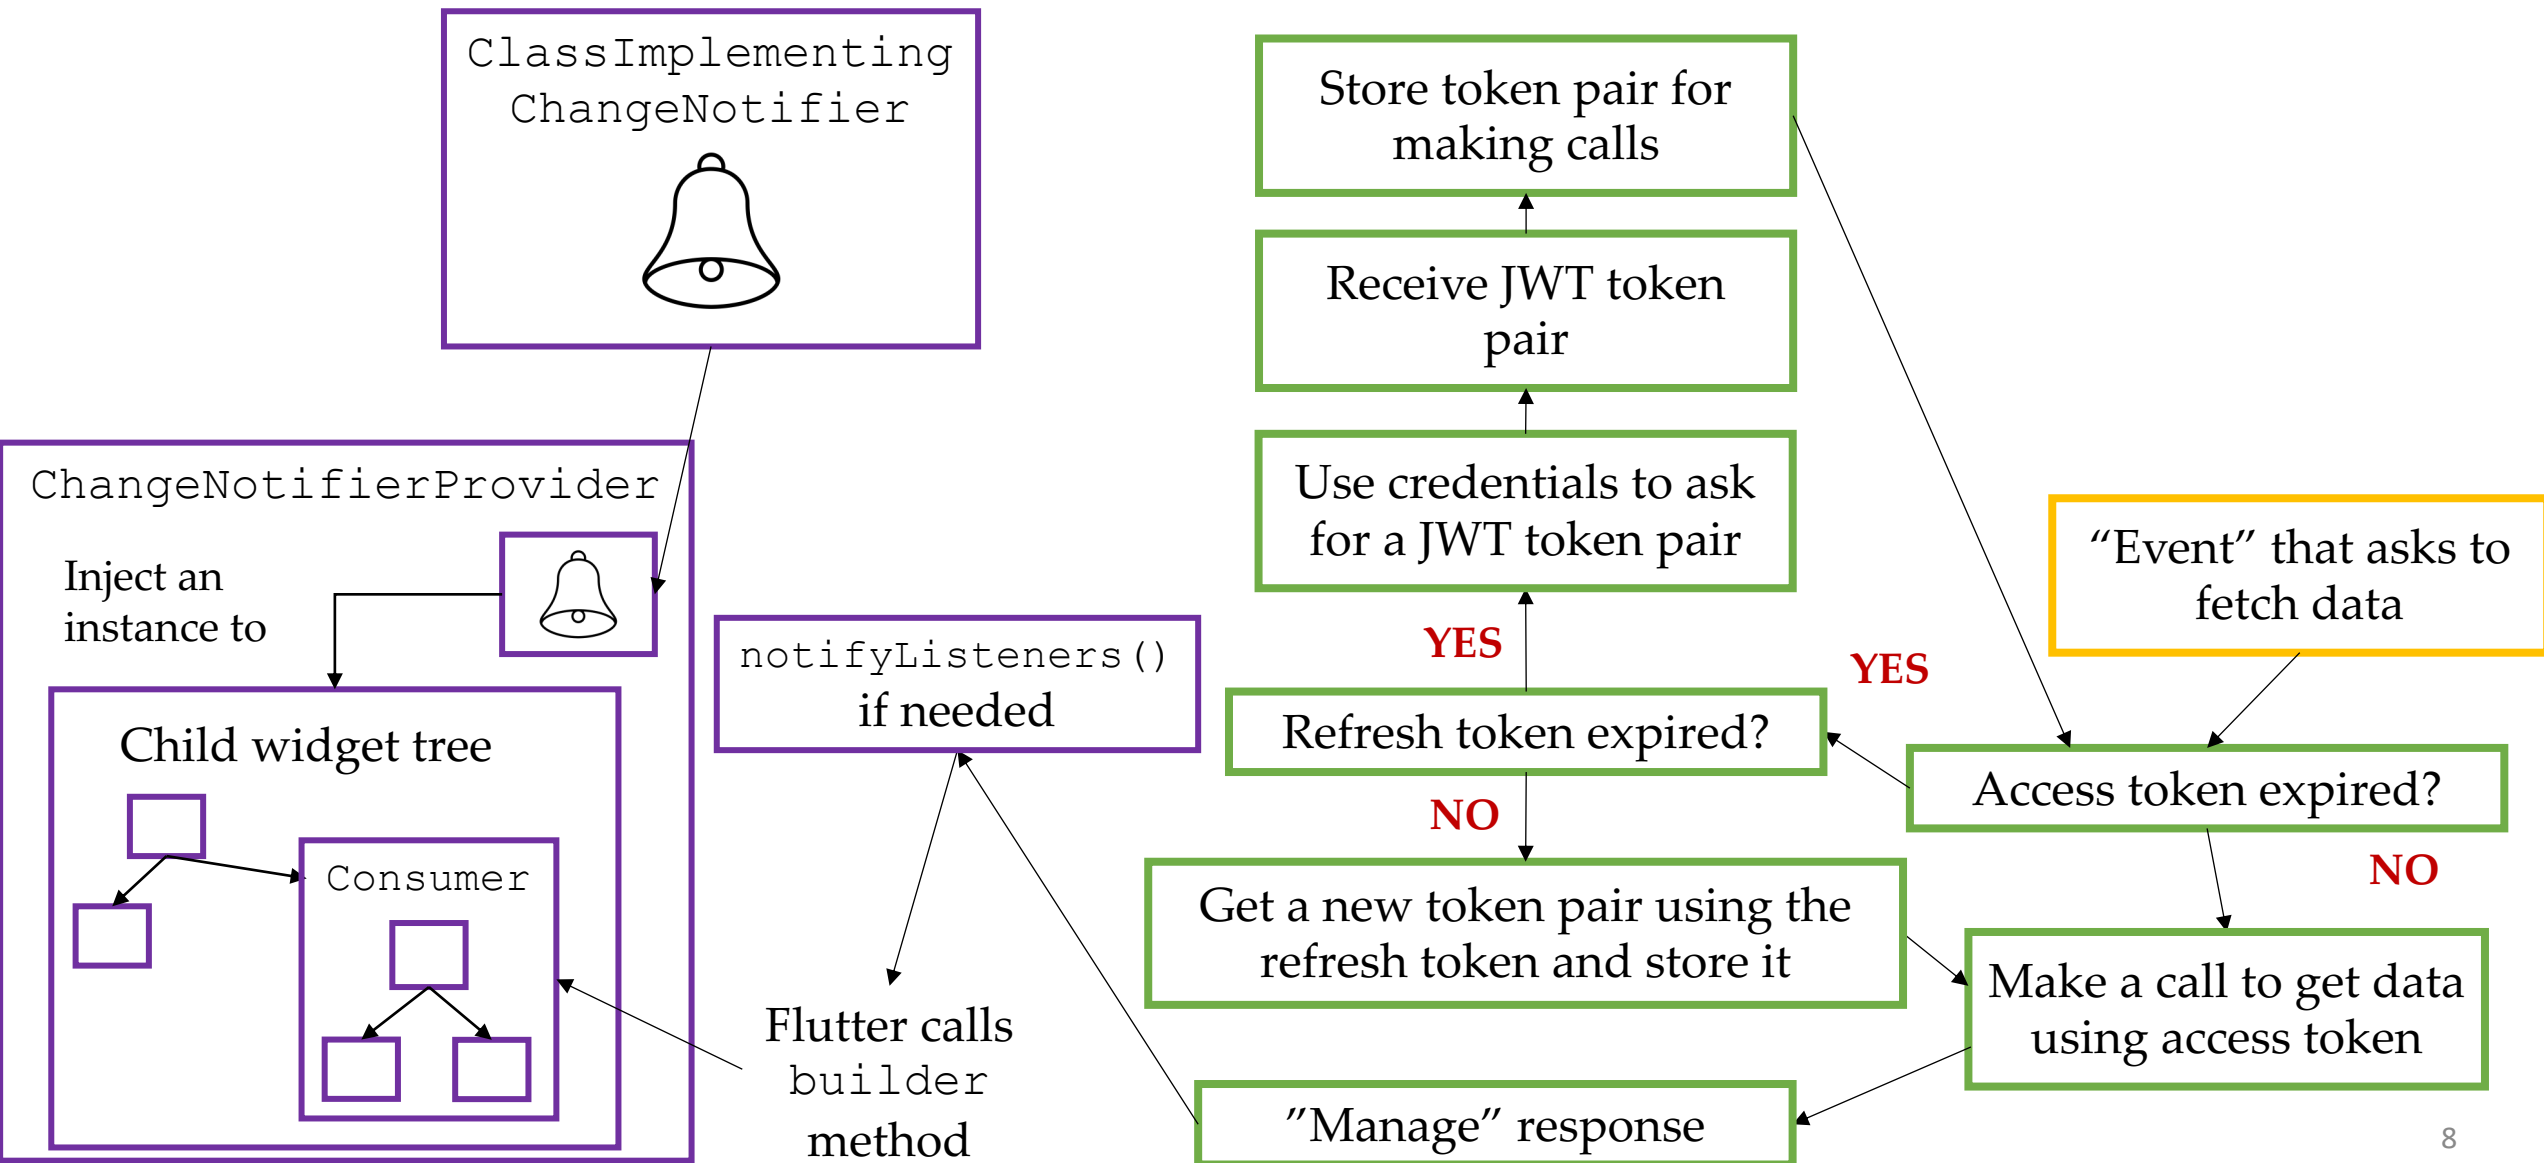 ClassImplementing
ChangeNotifier
ChangeNotifierProvider
Inject an
instance to
Child widget tree
Consumer
notifyListeners()
if needed
Flutter calls
builder
method
Store token pair for
making calls
Receive JWT token
pair
Use credentials to ask
for a JWT token pair
YES
Refresh token expired?
NO
Get a new token pair using the
refresh token and store it
”Manage” response
“Event” that asks to
fetch data
YES
Access token expired?
NO
Make a call to get data
using access token
8